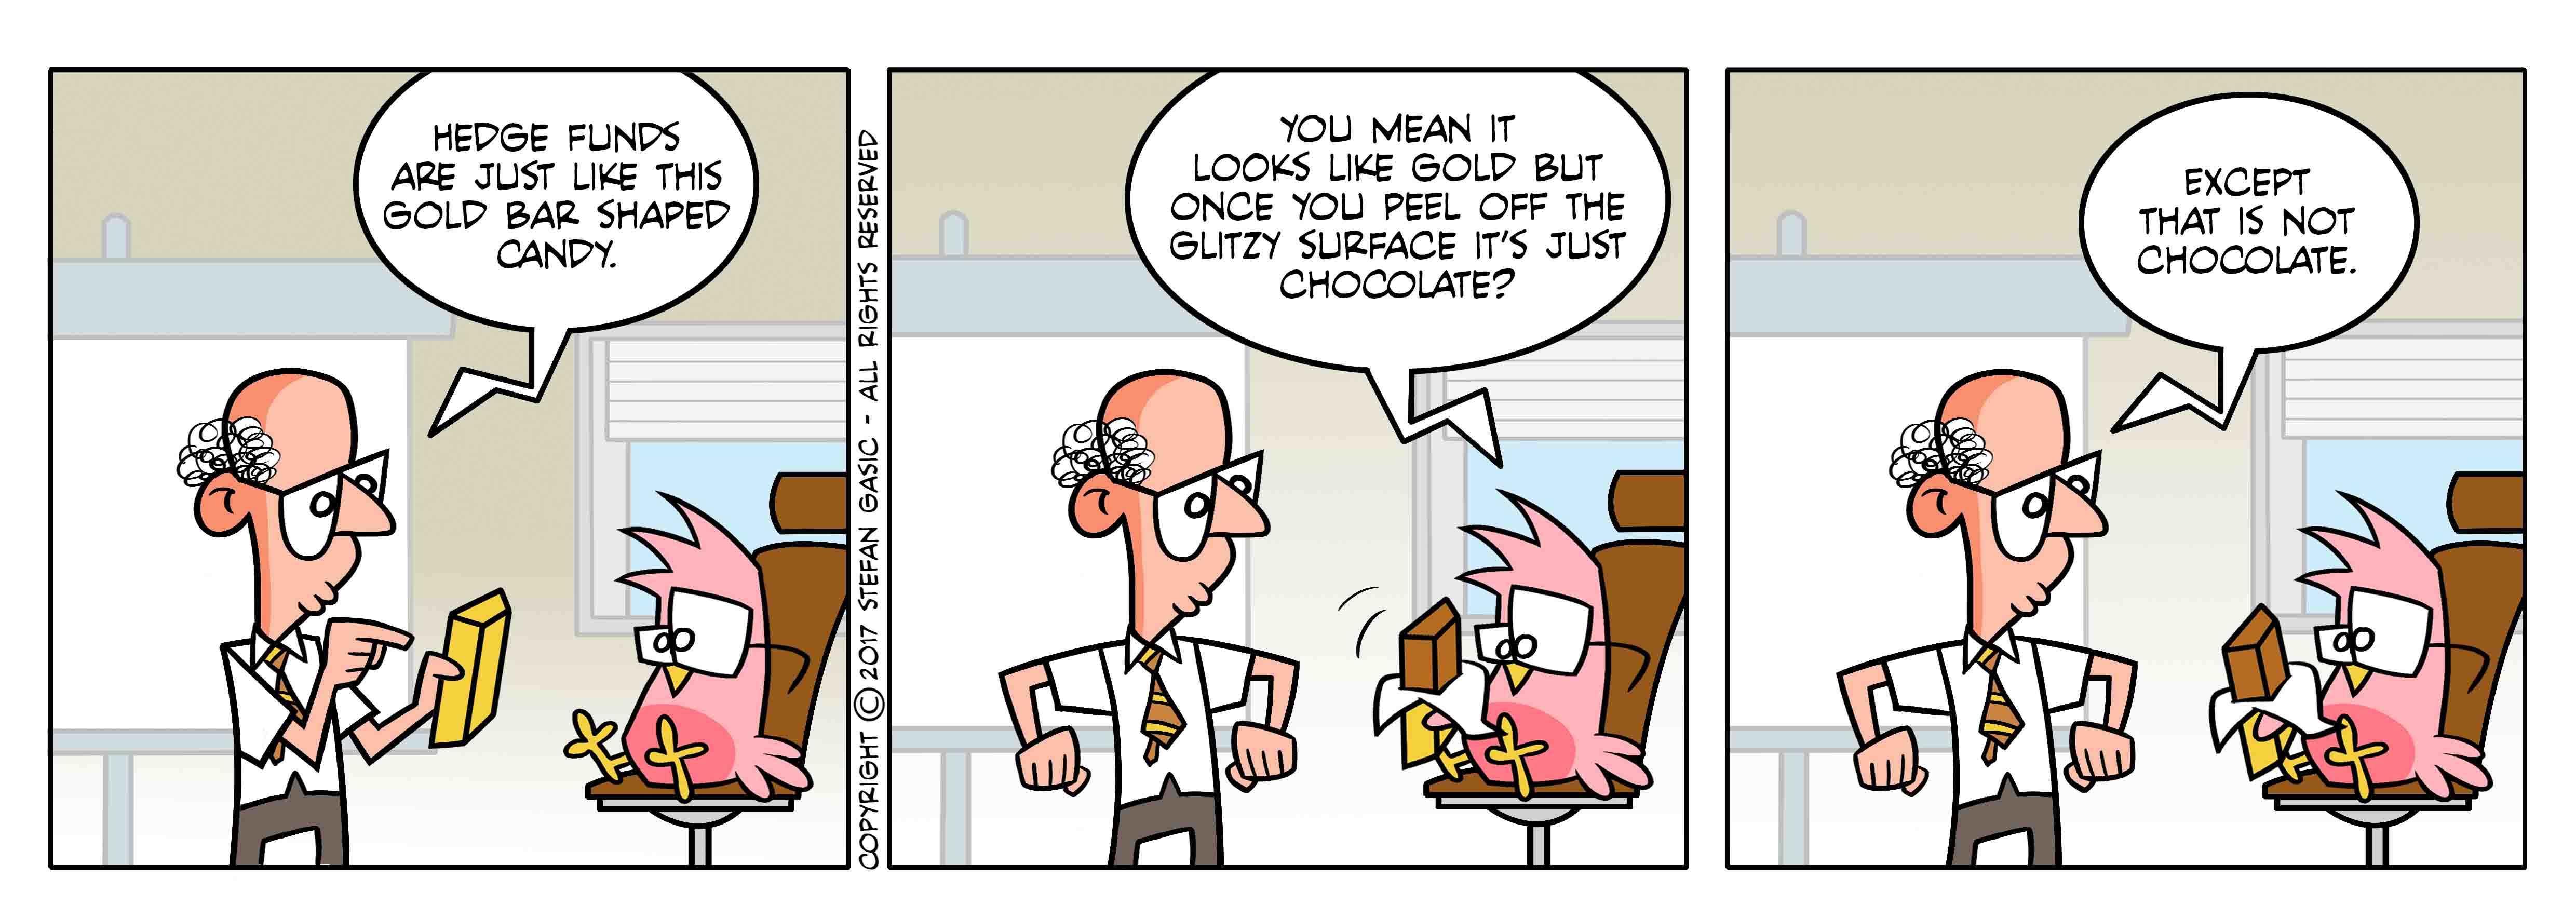 HEDGE FUNDS
ARE JUST LIKE THIS
GOLD BAR SHAPED
CANDY.
COPYRIGHT © 2017 STEFAN GASIC - ALL RIGHTS RESERVED
YOU MEAN IT
LOOKS LIKE GOLD BUT
ONCE YOU PEEL OFF THE
GLITZY SURFACE IT'S JUST
CHOCOLATE?
EXCEPT
THAT IS NOT
CHOCOLATE.